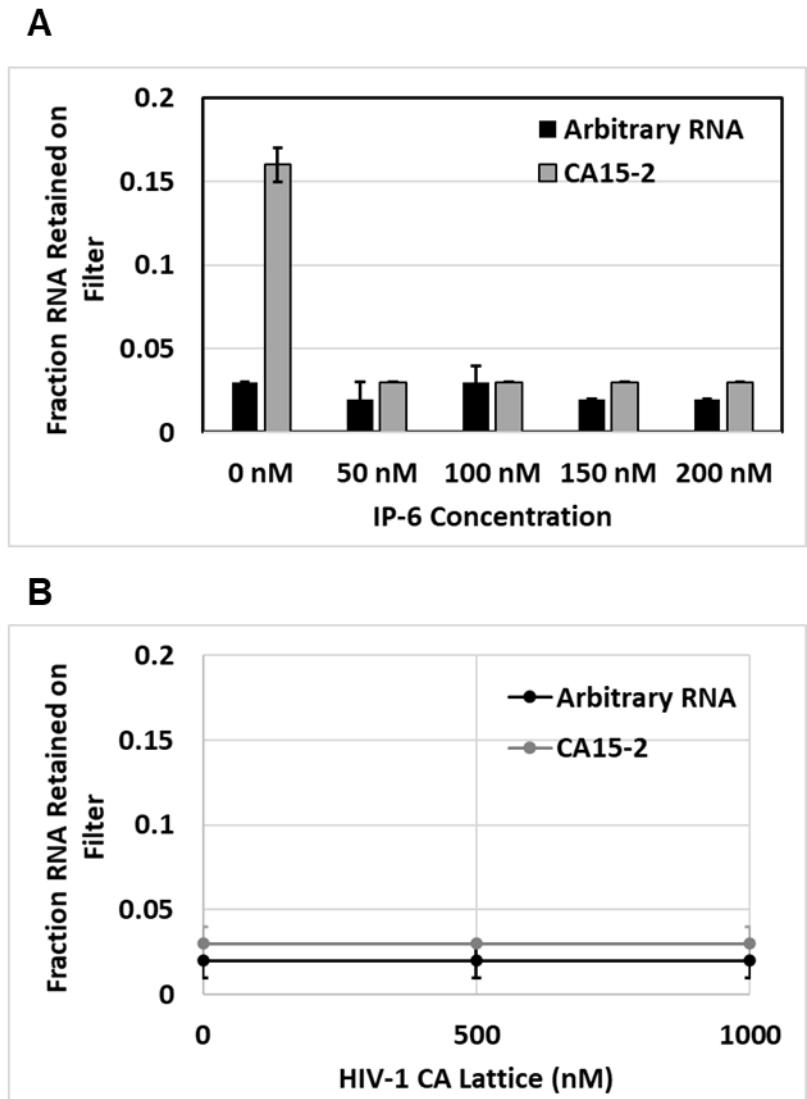 A
Fraction RNA Retained on
Filter
0.2
0.15
0.1
0.05
0
Arbitrary RNA
CA15-2
0 nM 50 nM 100 nM 150 nM 200 nM
IP-6 Concentration
B
Fraction RNA Retained on
Filter
0.2
0.15
0.1
0.05
0
Arbitrary RNA
CA15-2
0 500 1000
HIV-1 CA Lattice (nM)